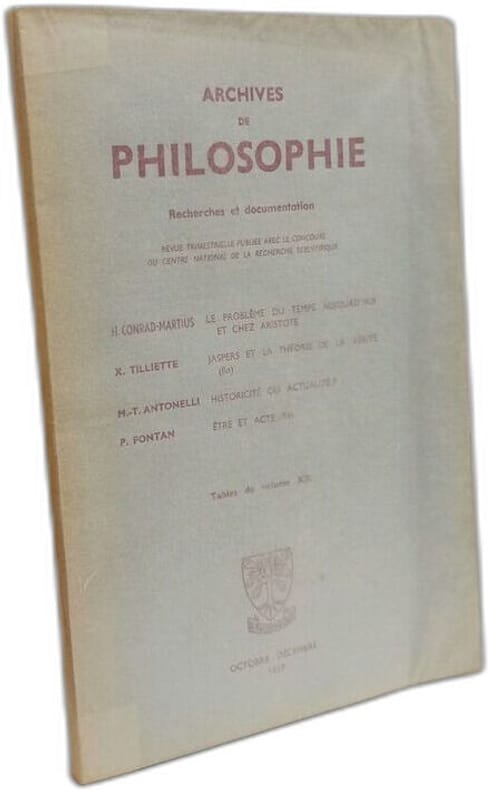 ARCHIVES
DE
PHILOSOPHIE
Recherches et documentation
REVUE TRIMESTRIELLE PUBLIÉE AVEC LE CONCOURS
DU CENTRE NATIONAL DE LA RECHERCHE SCIENTIFIQUE
H. CONRAD-MARTIUS LE PROBLÈME DU TEMPS AUJOURD'HUI
ET CHEZ ARISTOTE
X. TILLIETTE JASPERS ET LA THÉORIE DE LA VÉRITÉ
M.-T. ANTONELLI HISTORICITÉ OU ACTUALITÉ?
P. FONTAN ÊTRE ET ACTE
Tables du volume
OCTOBRE-DÉCEMBRE